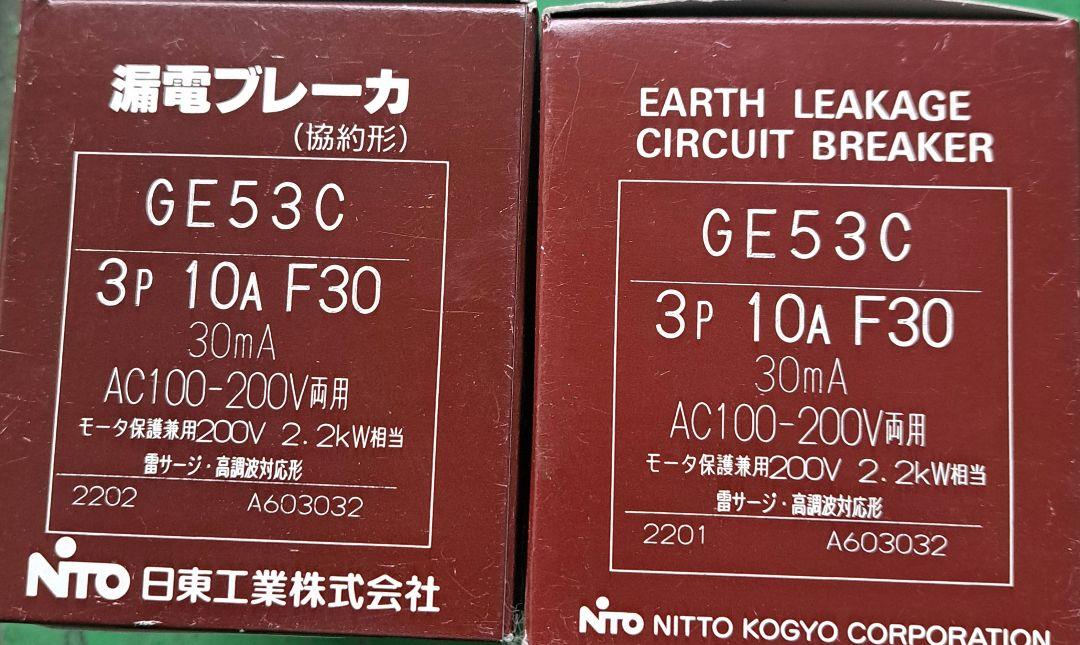 漏電ブレーカ
(協約形)
GE53C
3P 10A F30
30mA
AC100-200V両用
モータ保護兼用200V 2.2kW相当
雷サージ・高調波対応形
2202 A603032
NITO 日東工業株式会社
EARTH LEAKAGE
CIRCUIT BREAKER
GE53C
3P 10A F30
30mA
AC100-200V両用
モータ保護兼用200V 2.2kW相当
雷サージ・高調波対応形
2201 A603032
NITO NITTO KOGYO CORPORATION